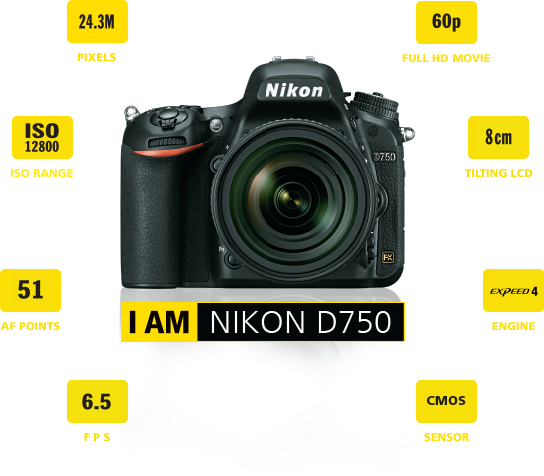 24.3M
PIXELS
60p
FULL HD MOVIE
Nikon
D750
ISO
12800
ISO RANGE
8cm
TILTING LCD
FX
51
AF POINTS
EXPEED 4
ENGINE
I AM NIKON D750
6.5
F P S
CMOS
SENSOR